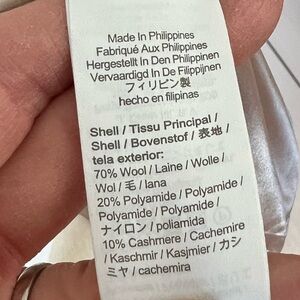 Made In Philippines
Fabriqué Aux Philippines
Hergestellt In Den Philippinen
Vervaardigd In De Filippijnen
フィリピン製
hecho en filipinas
Shell / Tissu Principal /
Shell / Bovenstof / 表地 /
tela exterior:
70% Wool / Laine / Wolle /
Wol / 毛 / lana
20% Polyamide / Polyamide /
Polyamide / Polyamide /
ナイロン / poliamida
10% Cashmere / Cachemire
/ Kaschmir / Kasjmier / カシ
ミヤ / cachemira